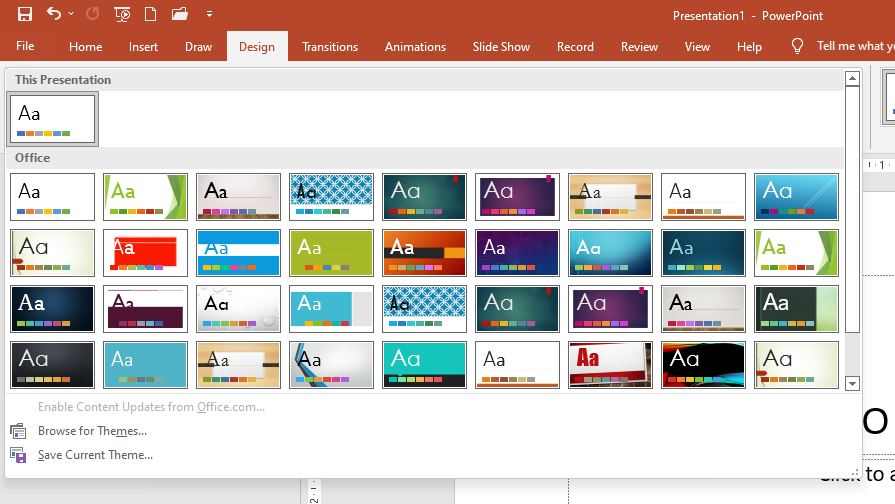 Presentation1 - PowerPoint
File Home Insert Draw Design Transitions Animations Slide Show Record Review View Help Tell me what yo
This Presentation
Aa
Office
Aa Aa Aa Aa Aa Aa Aa Aa Aa
Aa Aa Aa Aa Aa Aa Aa Aa Aa
Aa Aa Aa Aa Aa Aa Aa Aa Aa
Aa Aa Aa Aa Aa Aa Aa Aa Aa
Enable Content Updates from Office.com...
Browse for Themes...
Save Current Theme...
1
o
Click to a
2